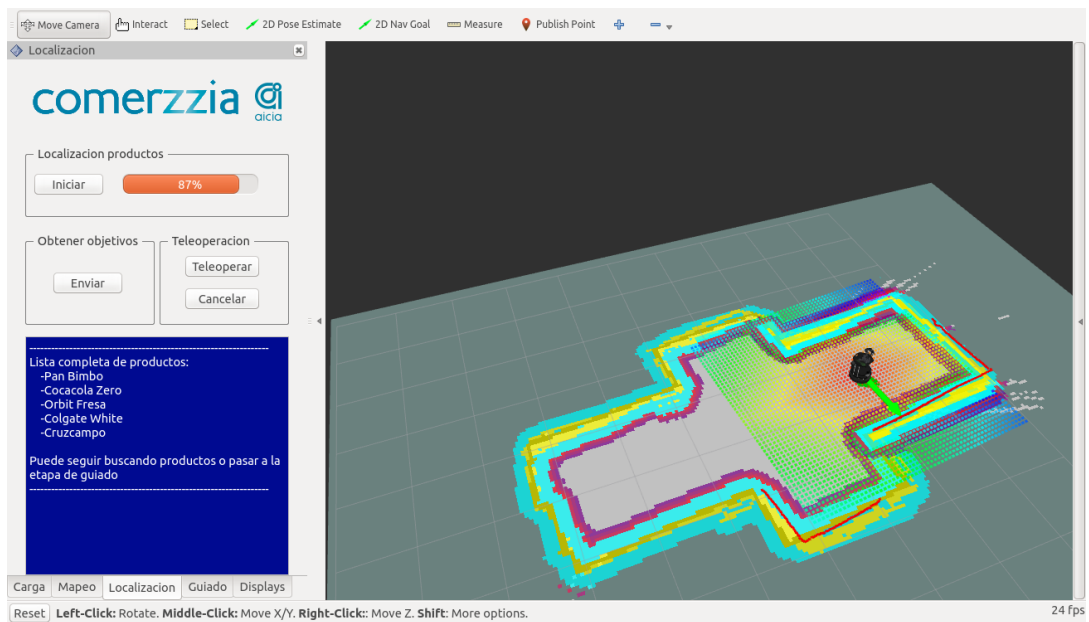 Move Camera Interact Select 2D Pose Estimate 2D Nav Goal Measure Publish Point
Localizacion
comerzzia
aicia
Localizacion productos
Iniciar 87%
Obtener objetivos Teleoperacion
Enviar
Teleoperar
Cancelar
----------------------------------------------------------------
Lista completa de productos:
-Pan Bimbo
-Cocacola Zero
-Orbit Fresa
-Colgate White
-Cruzcampo
Puede seguir buscando productos o pasar a la
etapa de guiado
----------------------------------------------------------------
Carga Mapeo Localizacion Guiado Displays
Reset Left-Click: Rotate. Middle-Click: Move X/Y. Right-Click:: Move Z. Shift: More options. 24 fps